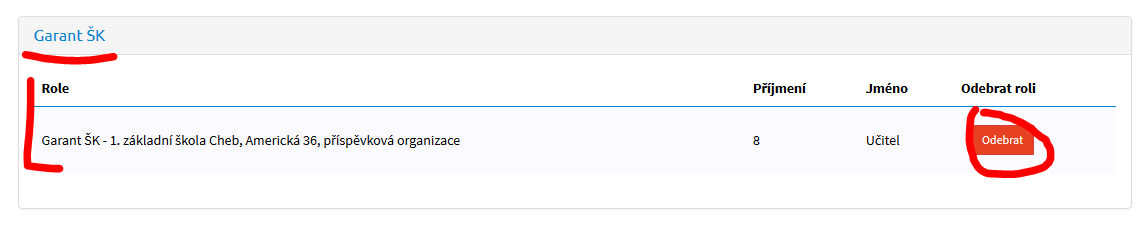 Garant ŠK
Role Příjmení Jméno Odebrat roli
Garant ŠK - 1. základní škola Cheb, Americká 36, příspěvková organizace 8 Učitel Odebrat